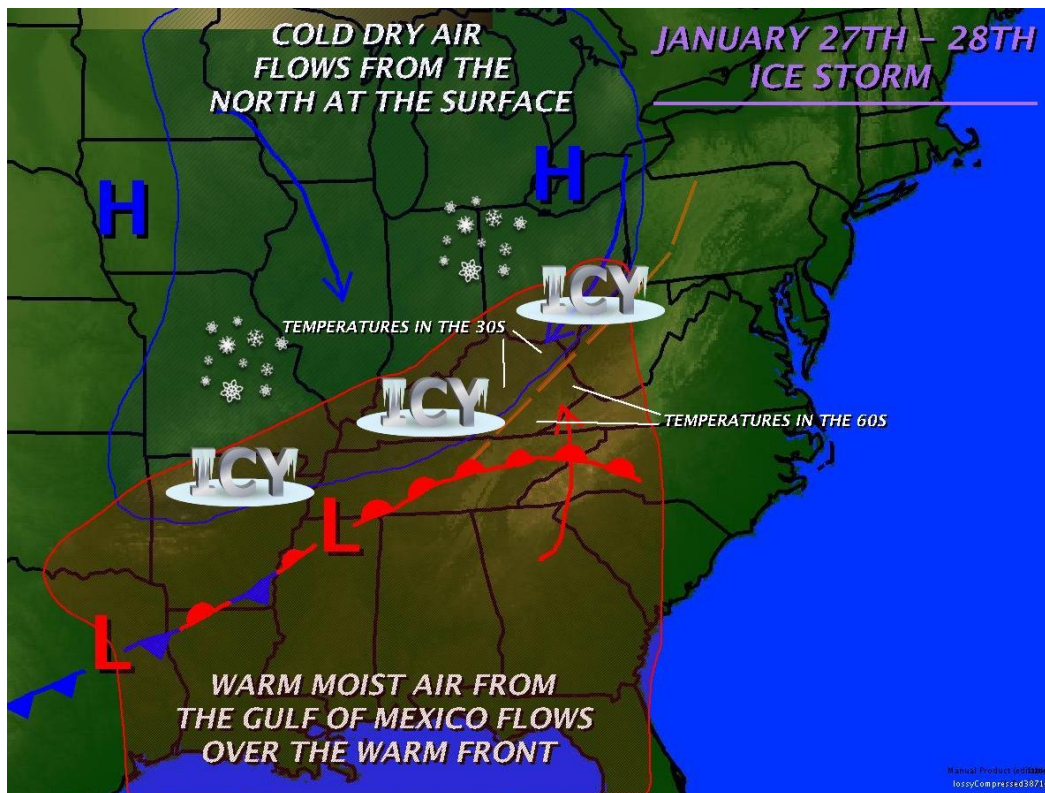 COLD DRY AIR
FLOWS FROM THE
NORTH AT THE SURFACE
JANUARY 27TH - 28TH
ICE STORM
H
H
ICY
TEMPERATURES IN THE 30S
ICY
TEMPERATURES IN THE 60S
ICY
L
L
WARM MOIST AIR FROM
THE GULF OF MEXICO FLOWS
OVER THE WARM FRONT
Manual Product